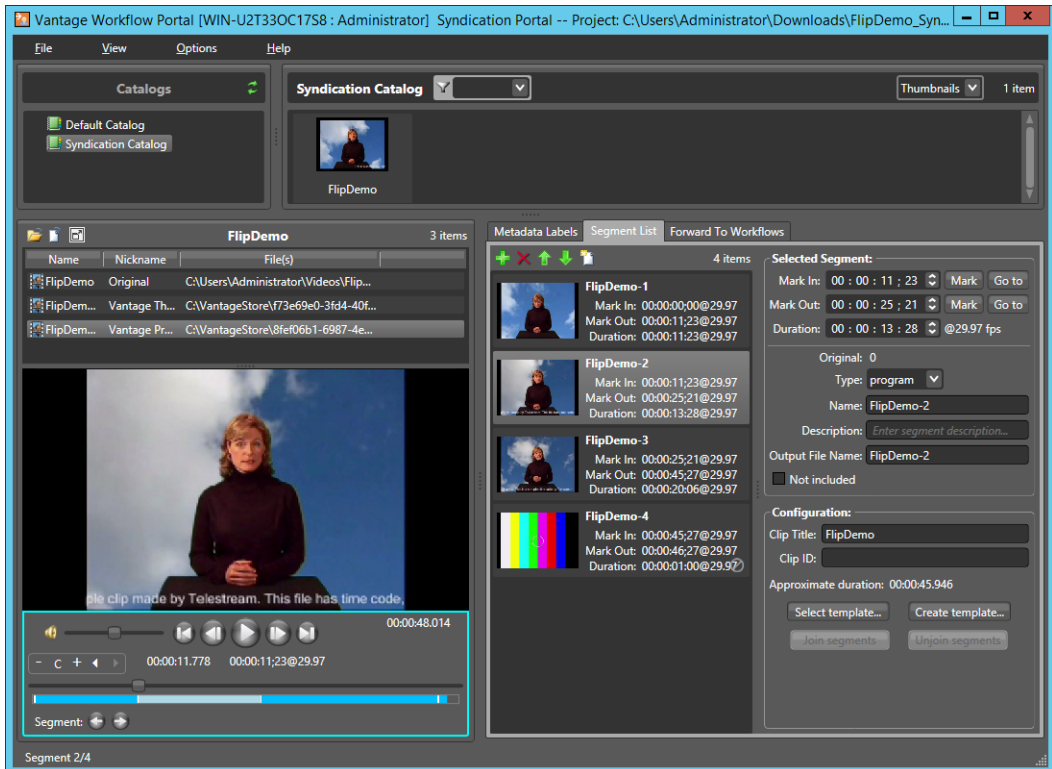 Vantage Workflow Portal [WIN-U2T33OC17S8 : Administrator] Syndication Portal -- Project: C:\Users\Administrator\Downloads\FlipDemo_Syn...
File View Options Help
Catalogs
Default Catalog
Syndication Catalog
Syndication Catalog
Thumbnails
1 item
FlipDemo
FlipDemo
3 items
Name Nickname File(s)
FlipDemo Original C:\Users\Administrator\Videos\Flip...
FlipDem... Vantage Th... C:\VantageStore\f73e69e0-3fd4-40f...
FlipDem... Vantage Pr... C:\VantageStore\8fef06b1-6987-4e...
ple clip made by Telestream. This file has time code,
00:00:48.014
- C +
00:00:11.778 00:00:11;23@29.97
Segment:
Segment 2/4
Metadata Labels Segment List Forward To Workflows
4 items
FlipDemo-1
Mark In: 00:00:00;00@29.97
Mark Out: 00:00:11;23@29.97
Duration: 00:00:11:23@29.97
FlipDemo-2
Mark In: 00:00:11;23@29.97
Mark Out: 00:00:25;21@29.97
Duration: 00:00:13:28@29.97
FlipDemo-3
Mark In: 00:00:25;21@29.97
Mark Out: 00:00:45;27@29.97
Duration: 00:00:20:06@29.97
FlipDemo-4
Mark In: 00:00:45;27@29.97
Mark Out: 00:00:46;27@29.97
Duration: 00:00:01:00@29.97
Selected Segment:
Mark In: 00 : 00 : 11 ; 23 Mark Go to
Mark Out: 00 : 00 : 25 ; 21 Mark Go to
Duration: 00 : 00 : 13 : 28 @29.97 fps
Original: 0
Type: program
Name: FlipDemo-2
Description: Enter segment description...
Output File Name: FlipDemo-2
Not included
Configuration:
Clip Title: FlipDemo
Clip ID:
Approximate duration: 00:00:45.946
Select template... Create template...
Join segments Unjoin segments